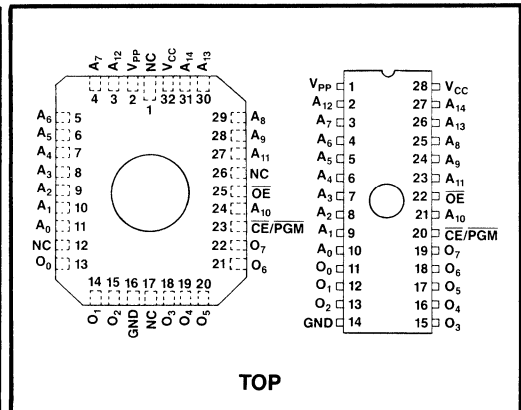 A7 A12 VPP NC VCC A14 A13
4 3 2 1 32 31 30
A6 5
A5 6
A4 7
A3 8
A2 9
A1 10
A0 11
NC 12
O0 13
29 A8
28 A9
27 A11
26 NC
25 OE
24 A10
23 CE/PGM
22 O7
21 O6
14 15 16 17 18 19 20
O1 O2 GND NC O3 O4 O5
VPP 1 28 VCC
A12 2 27 A14
A7 3 26 A13
A6 4 25 A8
A5 5 24 A9
A4 6 23 A11
A3 7 22 OE
A2 8 21 A10
A1 9 20 CE/PGM
A0 10 19 O7
O0 11 18 O6
O1 12 17 O5
O2 13 16 O4
GND 14 15 O3
TOP